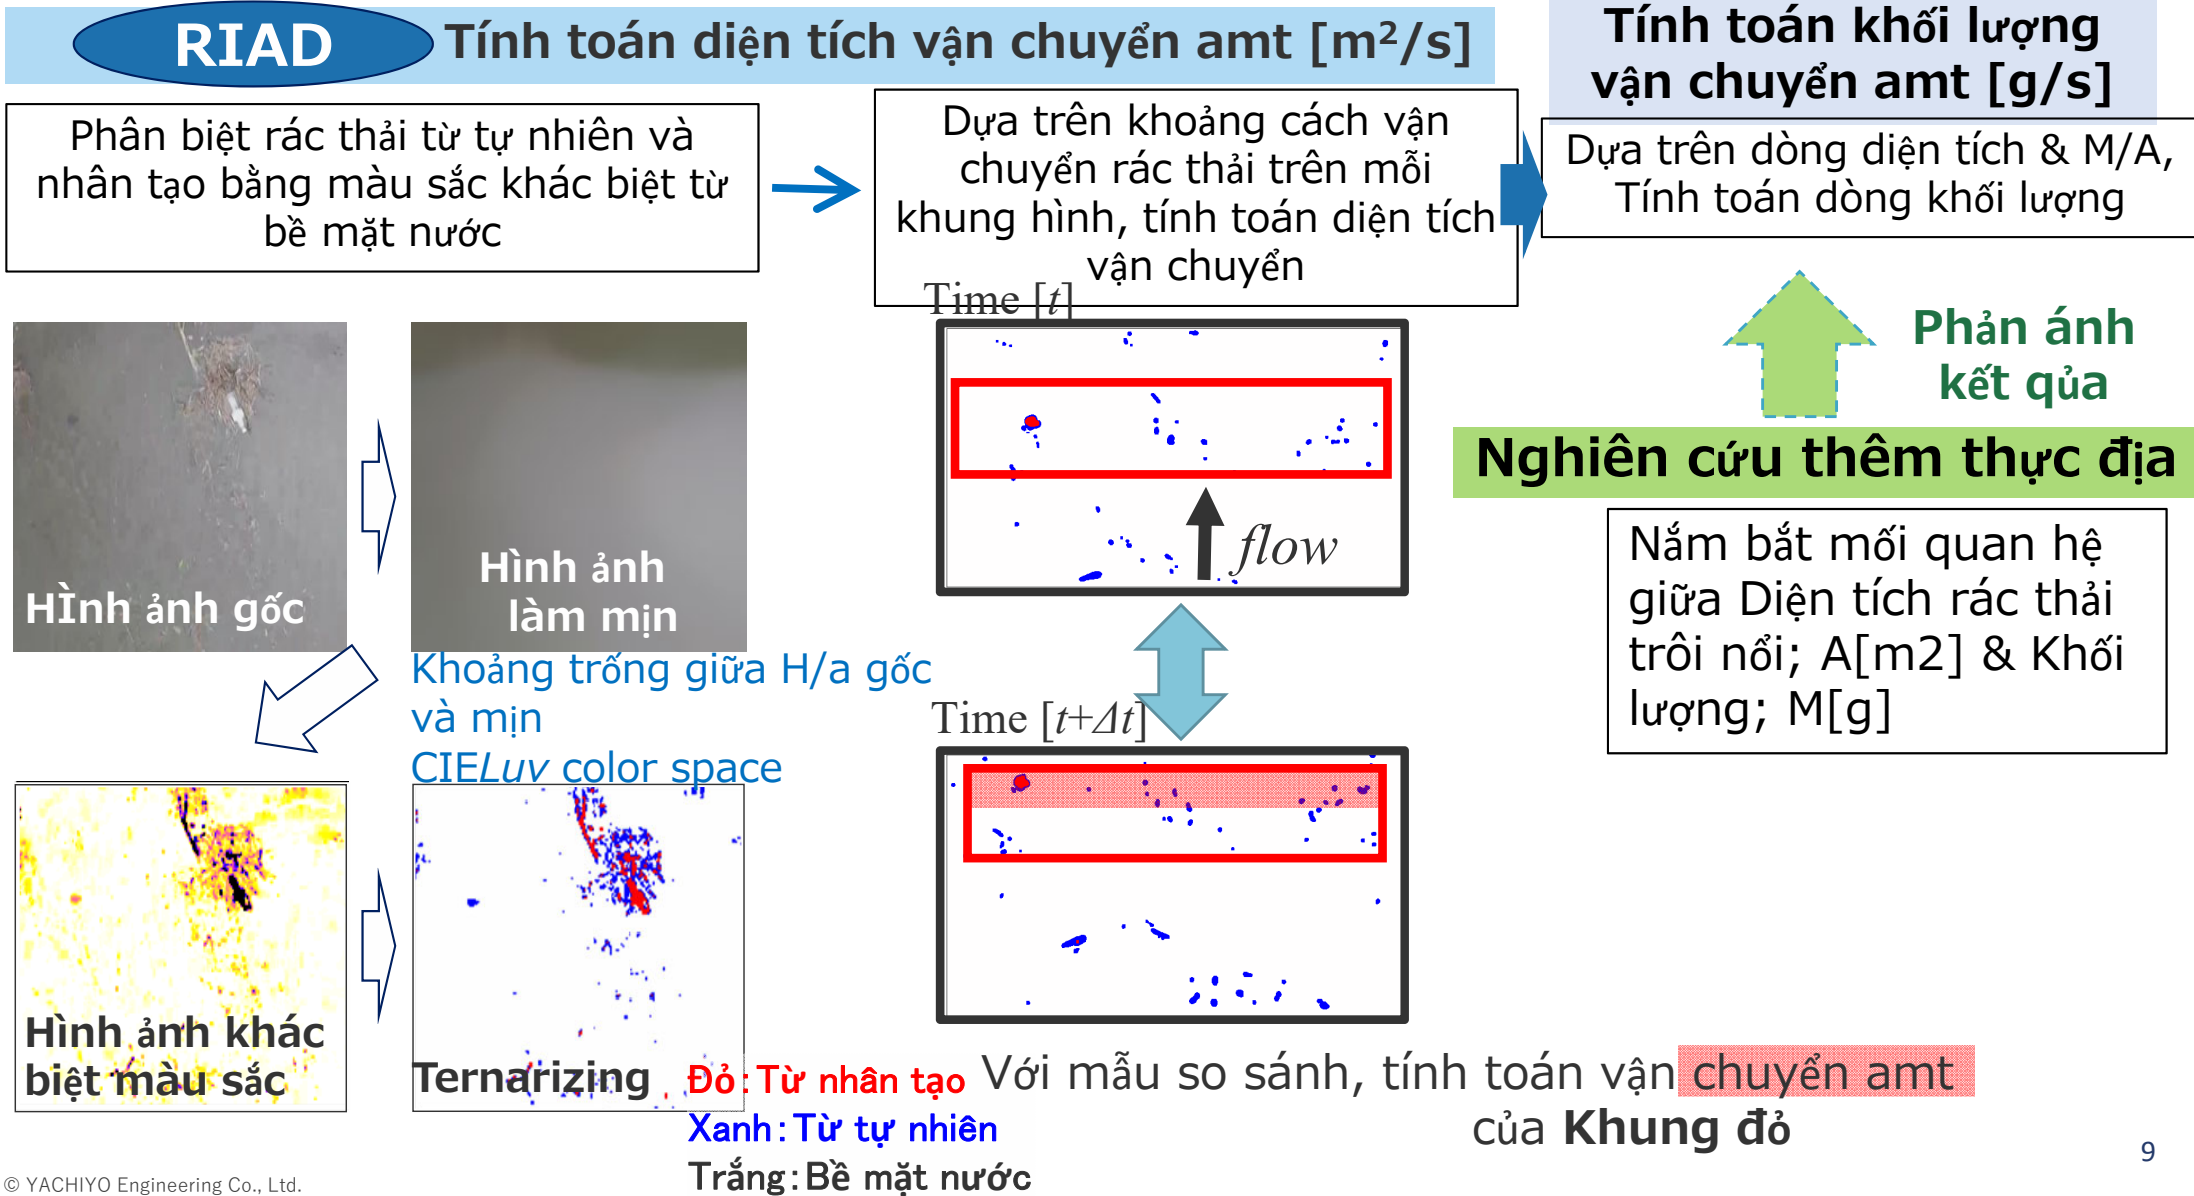 RIAD
Tính toán diện tích vận chuyển amt [m²/s]
Tính toán khối lượng
vận chuyển amt [g/s]
Phân biệt rác thải từ tự nhiên và
nhân tạo bằng màu sắc khác biệt từ
bề mặt nước
Dựa trên khoảng cách vận
chuyển rác thải trên mỗi
khung hình, tính toán diện tích
vận chuyển
Dựa trên dòng diện tích & M/A,
Tính toán dòng khối lượng
Time [t]
HÌnh ảnh gốc
Hình ảnh
làm mịn
flow
Phản ánh
kết qủa
Nghiên cứu thêm thực địa
Nắm bắt mối quan hệ
giữa Diện tích rác thải
trôi nổi; A[m2] & Khối
lượng; M[g]
Khoảng trống giữa H/a gốc
và mịn
CIELuv color space
Time [t+Δt]
Hình ảnh khác
biệt màu sắc
Ternarizing
Đỏ:Từ nhân tạo
Xanh:Từ tự nhiên
Trắng:Bề mặt nước
Với mẫu so sánh, tính toán vận chuyển amt
của Khung đỏ
© YACHIYO Engineering Co., Ltd.
9